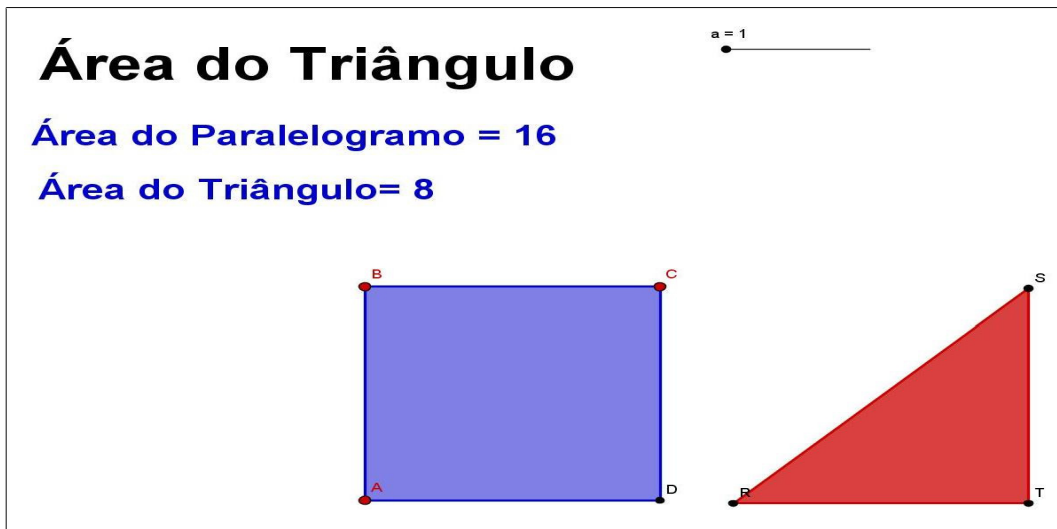 a = 1
Área do Triângulo
Área do Paralelogramo = 16
Área do Triângulo= 8
B
C
S
A
D
R
T